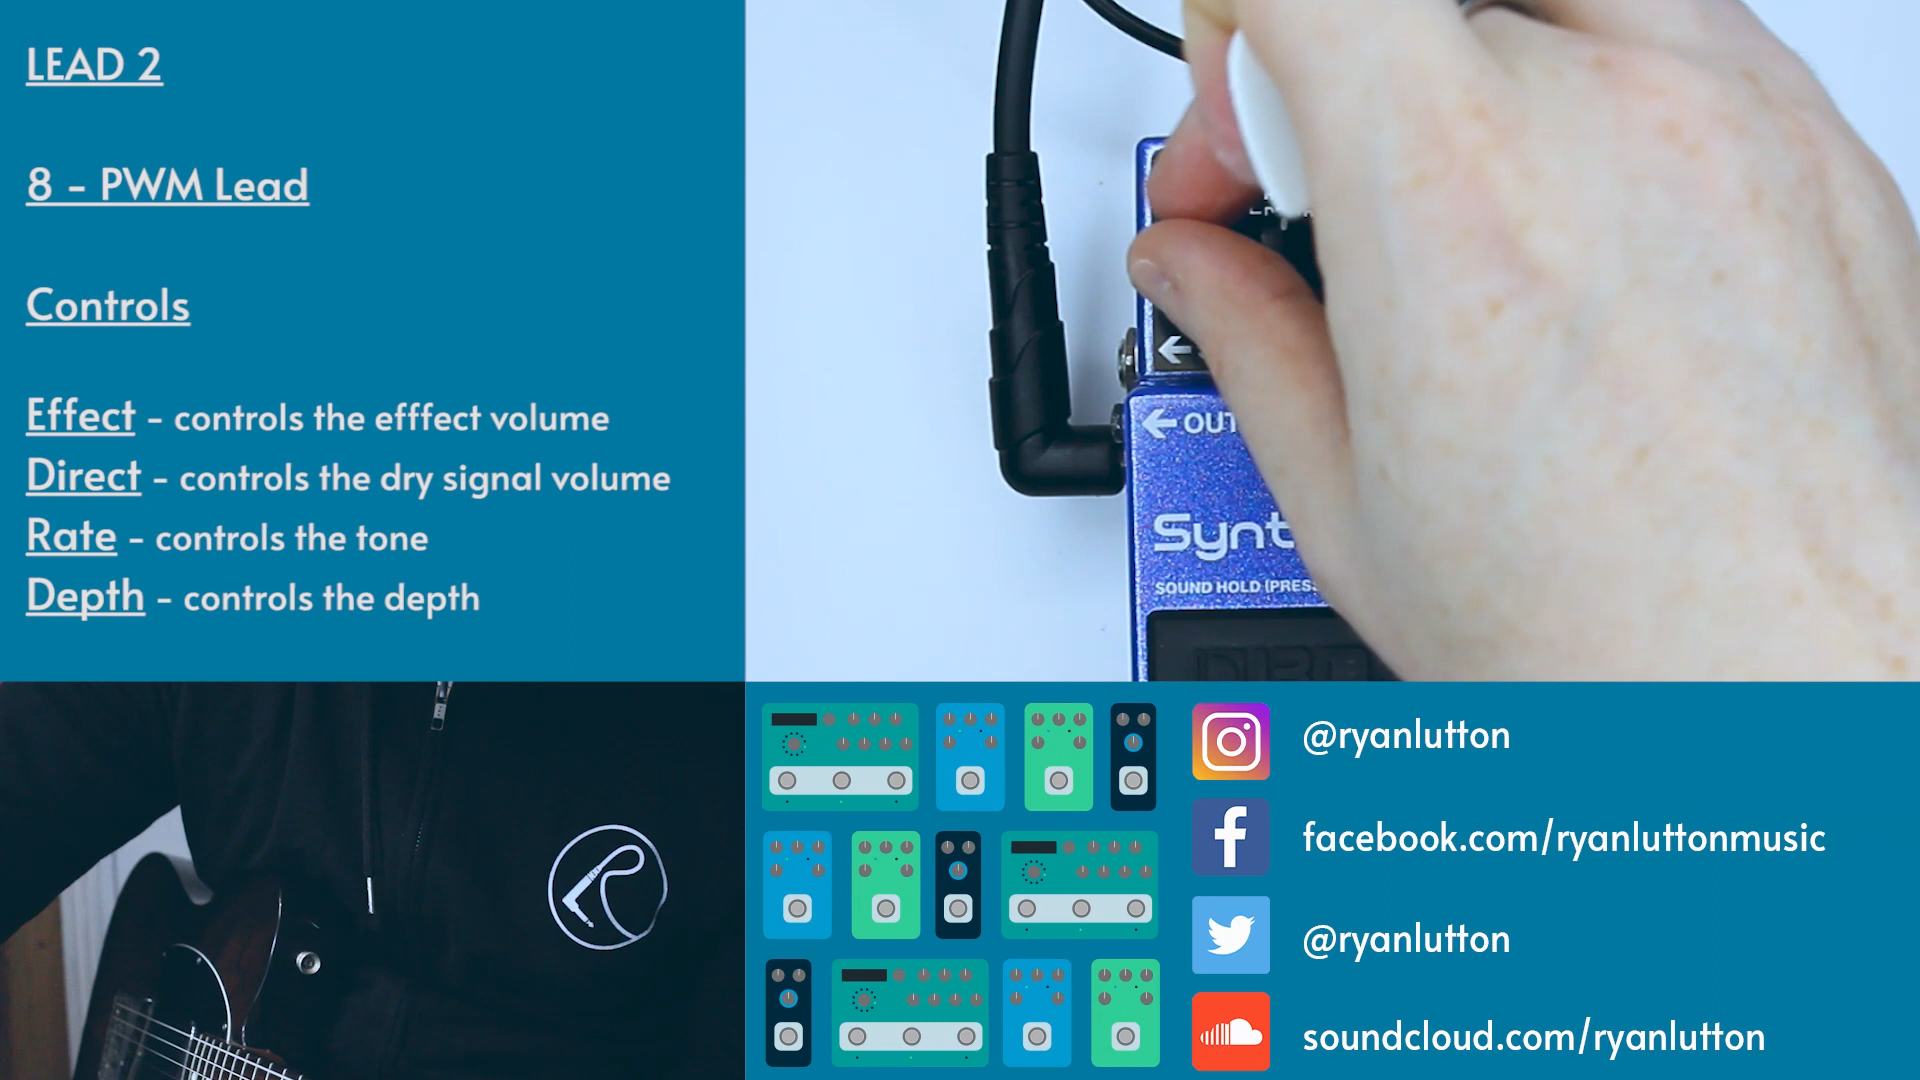 LEAD 2
8 - PWM Lead
Controls
Effect - controls the efffect volume
Direct - controls the dry signal volume
Rate - controls the tone
Depth - controls the depth
OUT
Synt
SOUND HOLD (PRES
@ryanlutton
facebook.com/ryanluttonmusic
@ryanlutton
soundcloud.com/ryanlutton